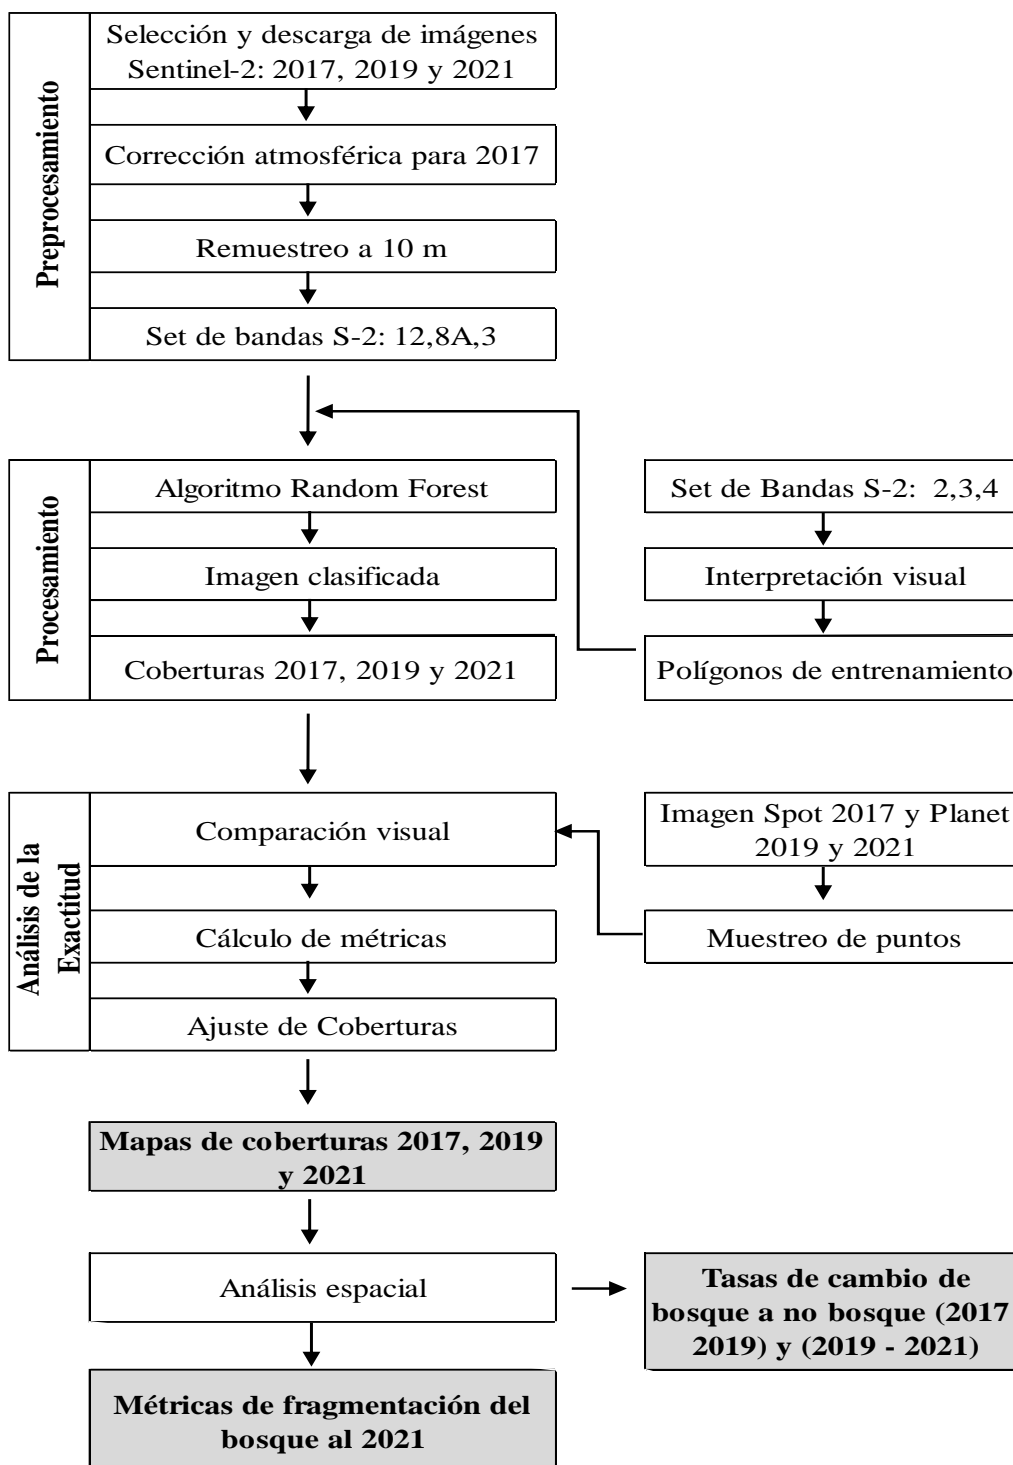 Preprocesamiento
Selección y descarga de imágenes
Sentinel-2: 2017, 2019 y 2021
Corrección atmosférica para 2017
Remuestreo a 10 m
Set de bandas S-2: 12,8A,3
Procesamiento
Algoritmo Random Forest
Imagen clasificada
Coberturas 2017, 2019 y 2021
Set de Bandas S-2: 2,3,4
Interpretación visual
Polígonos de entrenamiento
Análisis de la
Exactitud
Comparación visual
Cálculo de métricas
Ajuste de Coberturas
Imagen Spot 2017 y Planet
2019 y 2021
Muestreo de puntos
Mapas de coberturas 2017, 2019
y 2021
Análisis espacial
Tasas de cambio de
bosque a no bosque (2017
2019) y (2019 - 2021)
Métricas de fragmentación del
bosque al 2021